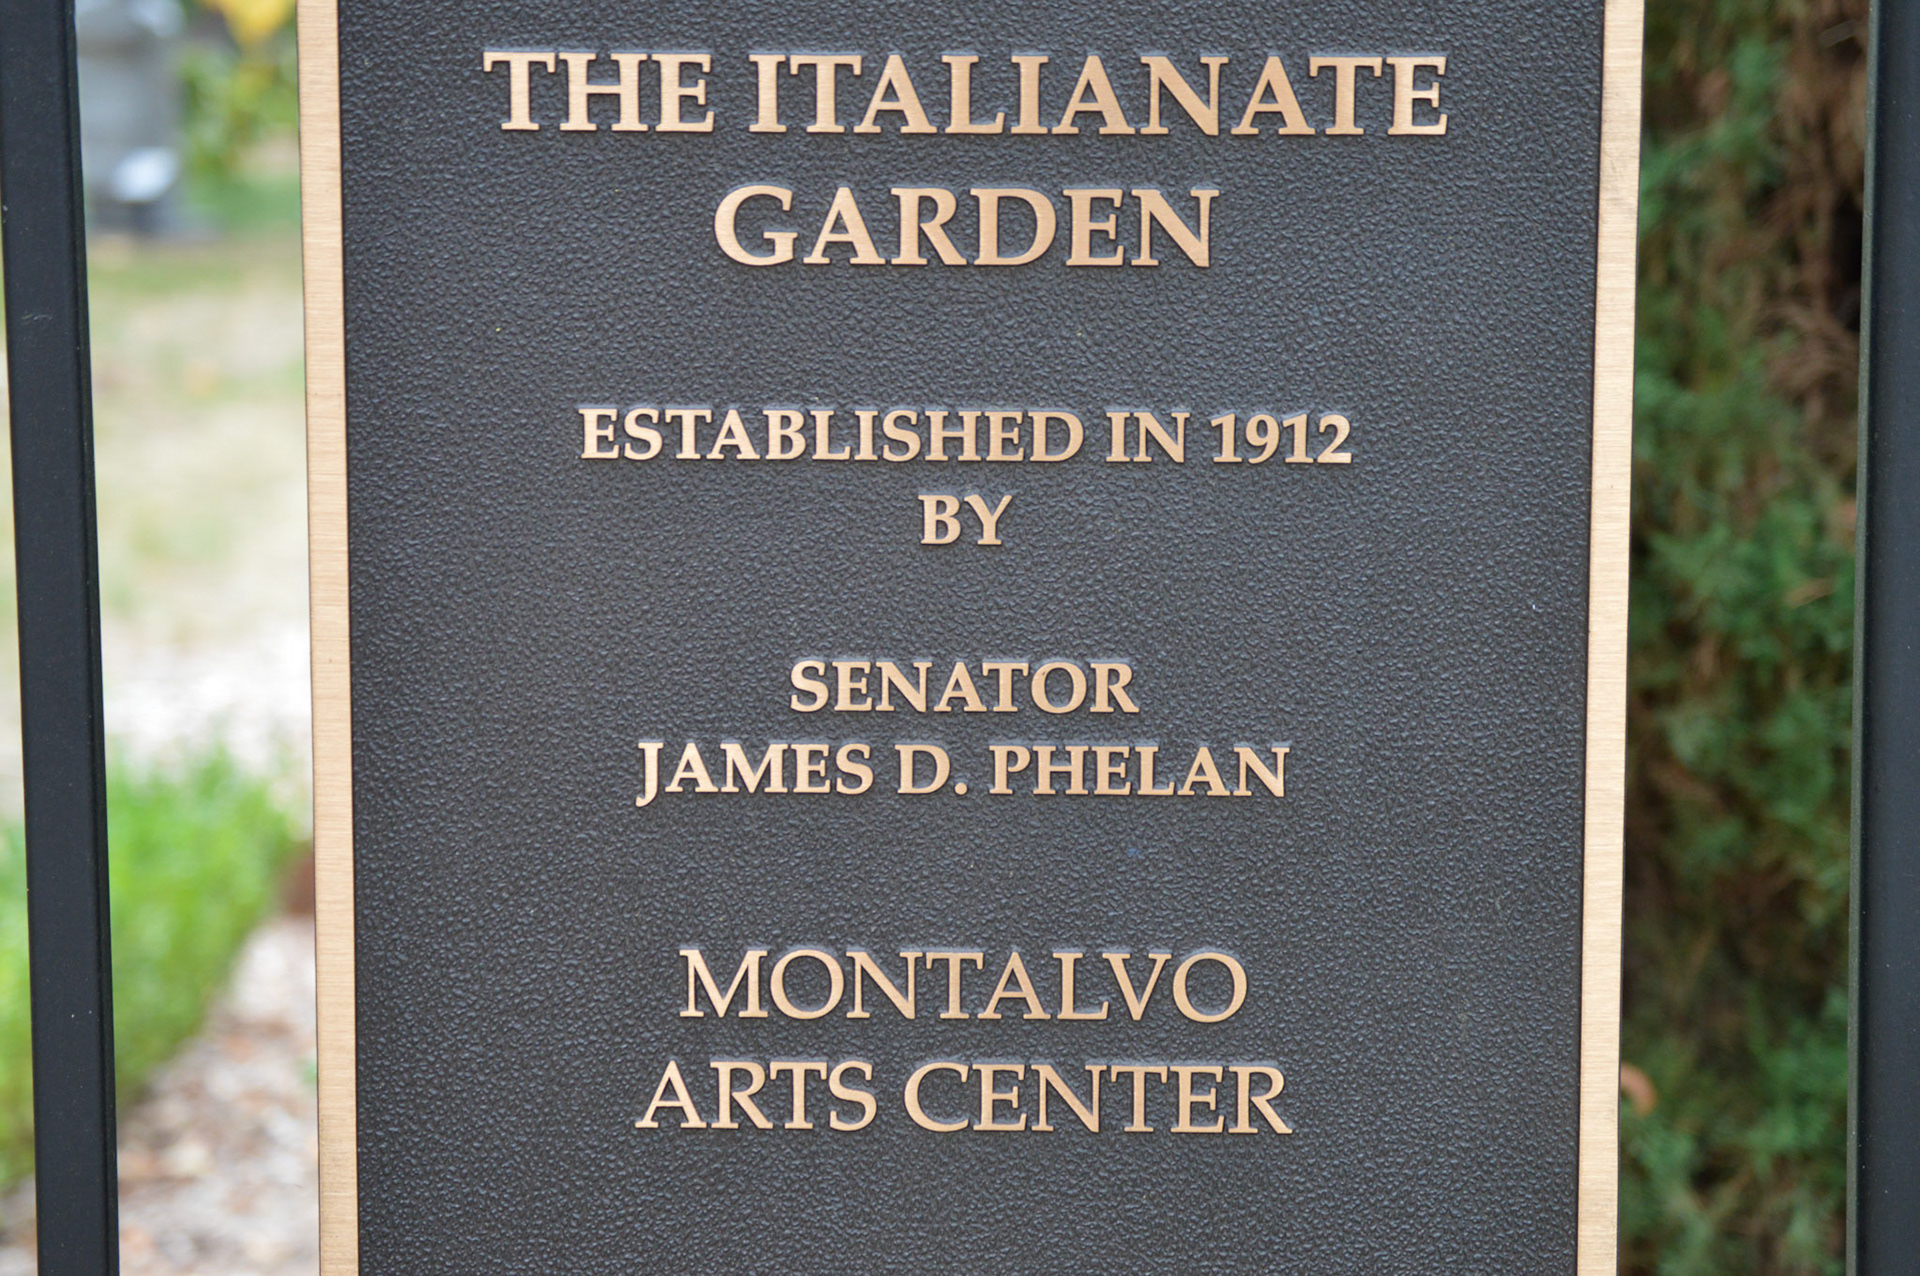 THE ITALIANATE
GARDEN
ESTABLISHED IN 1912
BY
SENATOR
JAMES D. PHELAN
MONTALVO
ARTS CENTER